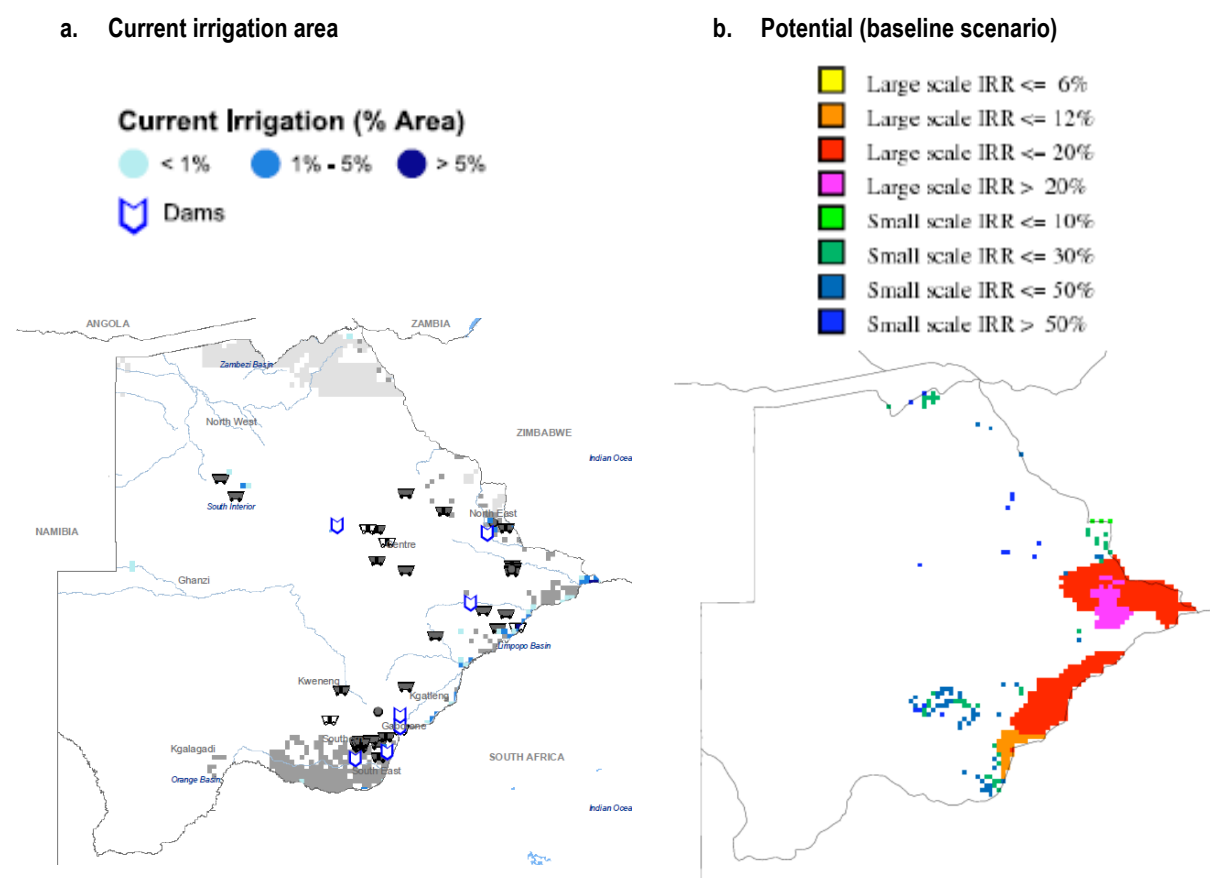 a. Current irrigation area
Current Irrigation (% Area)
< 1%
1% - 5%
> 5%
Dams
ANGOLA
ZAMBIA
Zambezi Basin
North West
ZIMBABWE
Indian Ocea
South Interior
North East
NAMIBIA
Centre
Ghanzi
Limpopo Basin
Kweneng
Kgatleng
Gaborone
Southe
Kgalagadi
SOUTH AFRICA
South East
Orange Basin
Indian Ocea
b. Potential (baseline scenario)
Large scale IRR <= 6%
Large scale IRR <= 12%
Large scale IRR <= 20%
Large scale IRR > 20%
Small scale IRR <= 10%
Small scale IRR <= 30%
Small scale IRR <= 50%
Small scale IRR > 50%